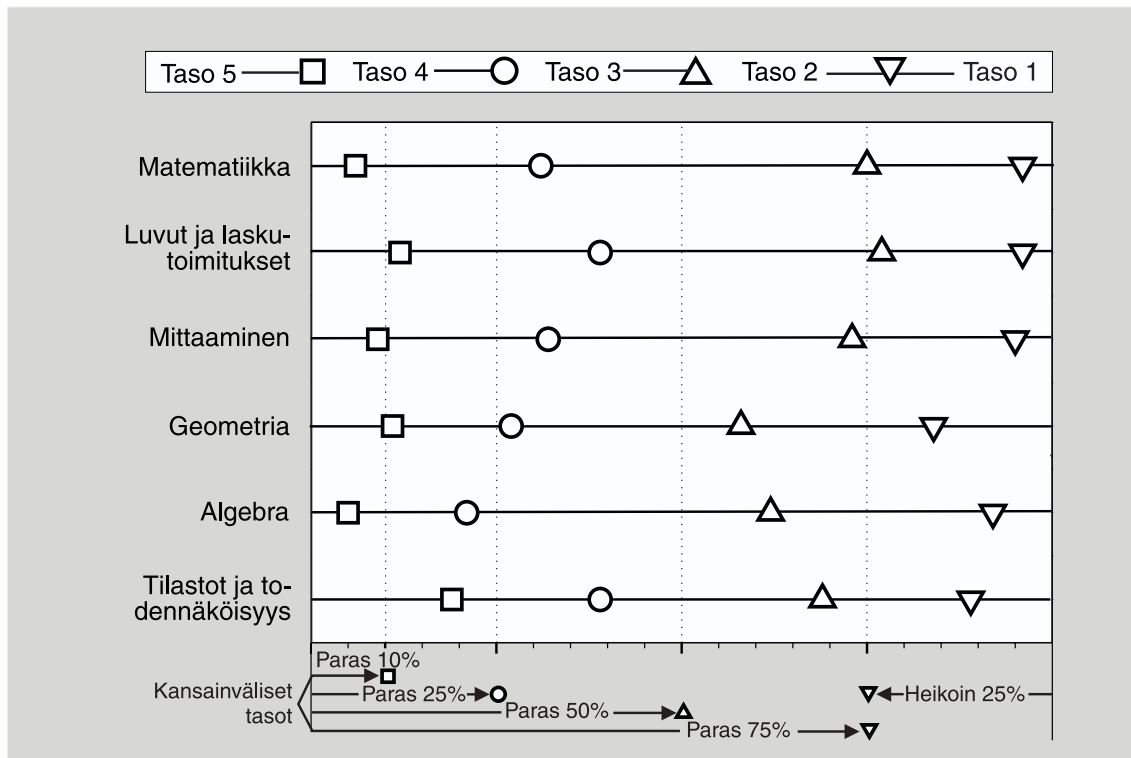 Taso 5 Taso 4 Taso 3 Taso 2 Taso 1
Matematiikka
Luvut ja lasku-
toimitukset
Mittaaminen
Geometria
Algebra
Tilastot ja to-
dennäköisyys
Paras 10%
Kansainväliset
tasot
Paras 25%
Heikoin 25%
Paras 50%
Paras 75%